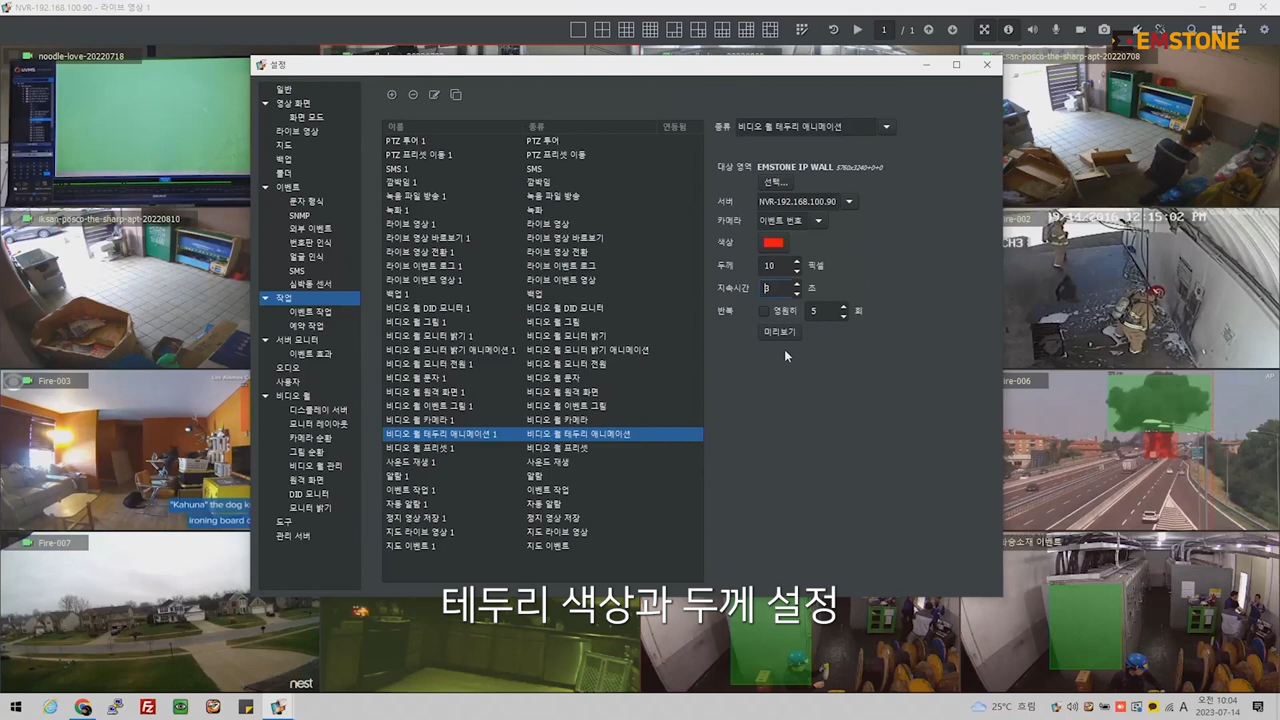 NVR-192.168.100.90 - 라이브 영상 1
1 / 1
EMSTONE
noodle-love-20220718
an-posco-the-sharp-apt-20220708
iksan-posco-the-sharp-apt-20220810
Fire-002
12:15:02 PM
CH3
Fire-003
Fire-006
AP
"Kahuna" the dog k
ironing board c
Fire-007
nest
설정
일반
영상 화면
화면 모드
라이브 영상
지도
백업
폴더
이벤트
문자 형식
SNMP
외부 이벤트
번호판 인식
얼굴 인식
SMS
심박동 센서
작업
이벤트 작업
예약 작업
서버 모니터
이벤트 효과
오디오
사용자
비디오 월
디스플레이 서버
모니터 레이아웃
카메라 순환
그림 순환
비디오 월 관리
원격 화면
DID 모니터
모니터 밝기
도구
관리 서버
이름 종류 연동됨
PTZ 투어 1 PTZ 투어
PTZ 프리셋 이동 1 PTZ 프리셋 이동
SMS 1 SMS
깜박임 1 깜박임
녹음 파일 방송 1 녹음 파일 방송
녹화 1 녹화
라이브 영상 1 라이브 영상
라이브 영상 바로보기 1 라이브 영상 바로보기
라이브 영상 전환 1 라이브 영상 전환
라이브 이벤트 로그 1 라이브 이벤트 로그
라이브 이벤트 영상 1 라이브 이벤트 영상
백업 1 백업
비디오 월 DID 모니터 1 비디오 월 DID 모니터
비디오 월 그림 1 비디오 월 그림
비디오 월 모니터 밝기 1 비디오 월 모니터 밝기
비디오 월 모니터 밝기 애니메이션 1 비디오 월 모니터 밝기 애니메이션
비디오 월 모니터 전원 1 비디오 월 모니터 전원
비디오 월 문자 1 비디오 월 문자
비디오 월 원격 화면 1 비디오 월 원격 화면
비디오 월 이벤트 그림 1 비디오 월 이벤트 그림
비디오 월 카메라 1 비디오 월 카메라
비디오 월 테두리 애니메이션 1 비디오 월 테두리 애니메이션
비디오 월 프리셋 1 비디오 월 프리셋
사운드 재생 1 사운드 재생
알람 1 알람
이벤트 작업 1 이벤트 작업
자동 알람 1 자동 알람
정지 영상 저장 1 정지 영상 저장
지도 라이브 영상 1 지도 라이브 영상
지도 이벤트 1 지도 이벤트
종류 비디오 월 테두리 애니메이션
대상 영역 EMSTONE IP WALL 5760x3240+0+0
선택...
서버 NVR-192.168.100.90
카메라 이벤트 번호
색상
두께 10 픽셀
지속시간 3 초
반복 영원히 5 회
미리보기
테두리 색상과 두께 설정
25°C 흐림
A
오전 10:04
2023-07-14